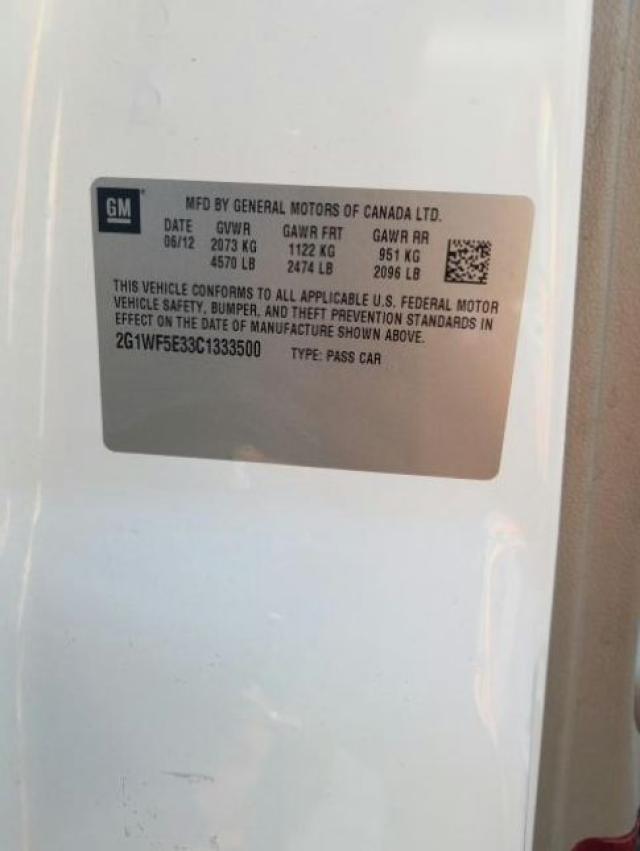 GM MFD BY GENERAL MOTORS OF CANADA LTD.
DATE GVWR GAWR FRT GAWR RR
06/12 2073 KG 1122 KG 951 KG
4570 LB 2474 LB 2096 LB
THIS VEHICLE CONFORMS TO ALL APPLICABLE U.S. FEDERAL MOTOR
VEHICLE SAFETY, BUMPER, AND THEFT PREVENTION STANDARDS IN
EFFECT ON THE DATE OF MANUFACTURE SHOWN ABOVE.
2G1WF5E33C1333500 TYPE: PASS CAR